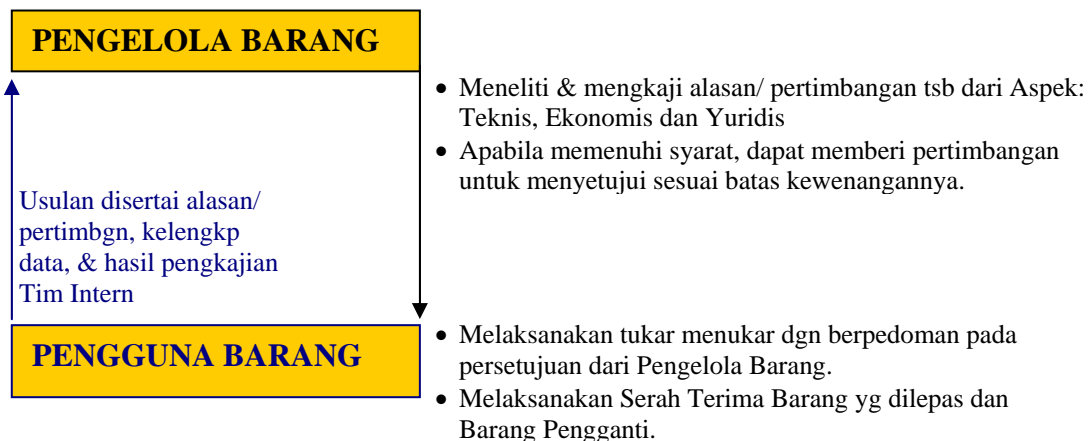 PENGELOLA BARANG
• Meneliti & mengkaji alasan/ pertimbangan tsb dari Aspek:
Teknis, Ekonomis dan Yuridis
• Apabila memenuhi syarat, dapat memberi pertimbangan
untuk menyetujui sesuai batas kewenangannya.
Usulan disertai alasan/
pertimbgn, kelengkp
data, & hasil pengkajian
Tim Intern
PENGGUNA BARANG
• Melaksanakan tukar menukar dgn berpedoman pada
persetujuan dari Pengelola Barang.
• Melaksanakan Serah Terima Barang yg dilepas dan
Barang Pengganti.